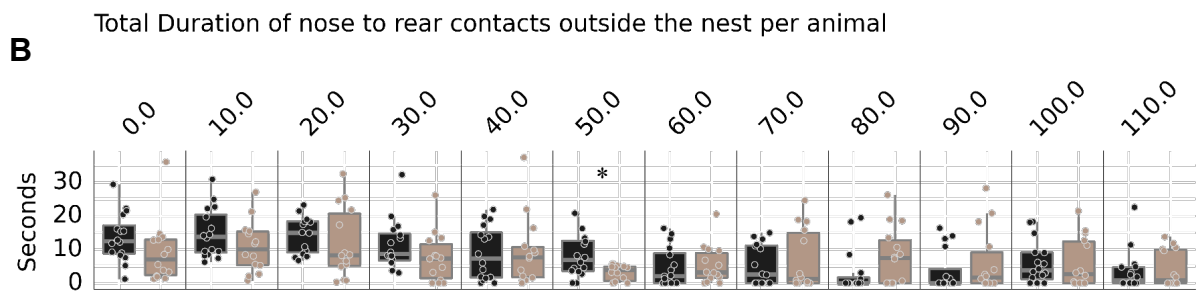 Total Duration of nose to rear contacts outside the nest per animal
B
0.0 10.0 20.0 30.0 40.0 50.0 60.0 70.0 80.0 90.0 100.0 110.0
Seconds
30
*
20
10
0